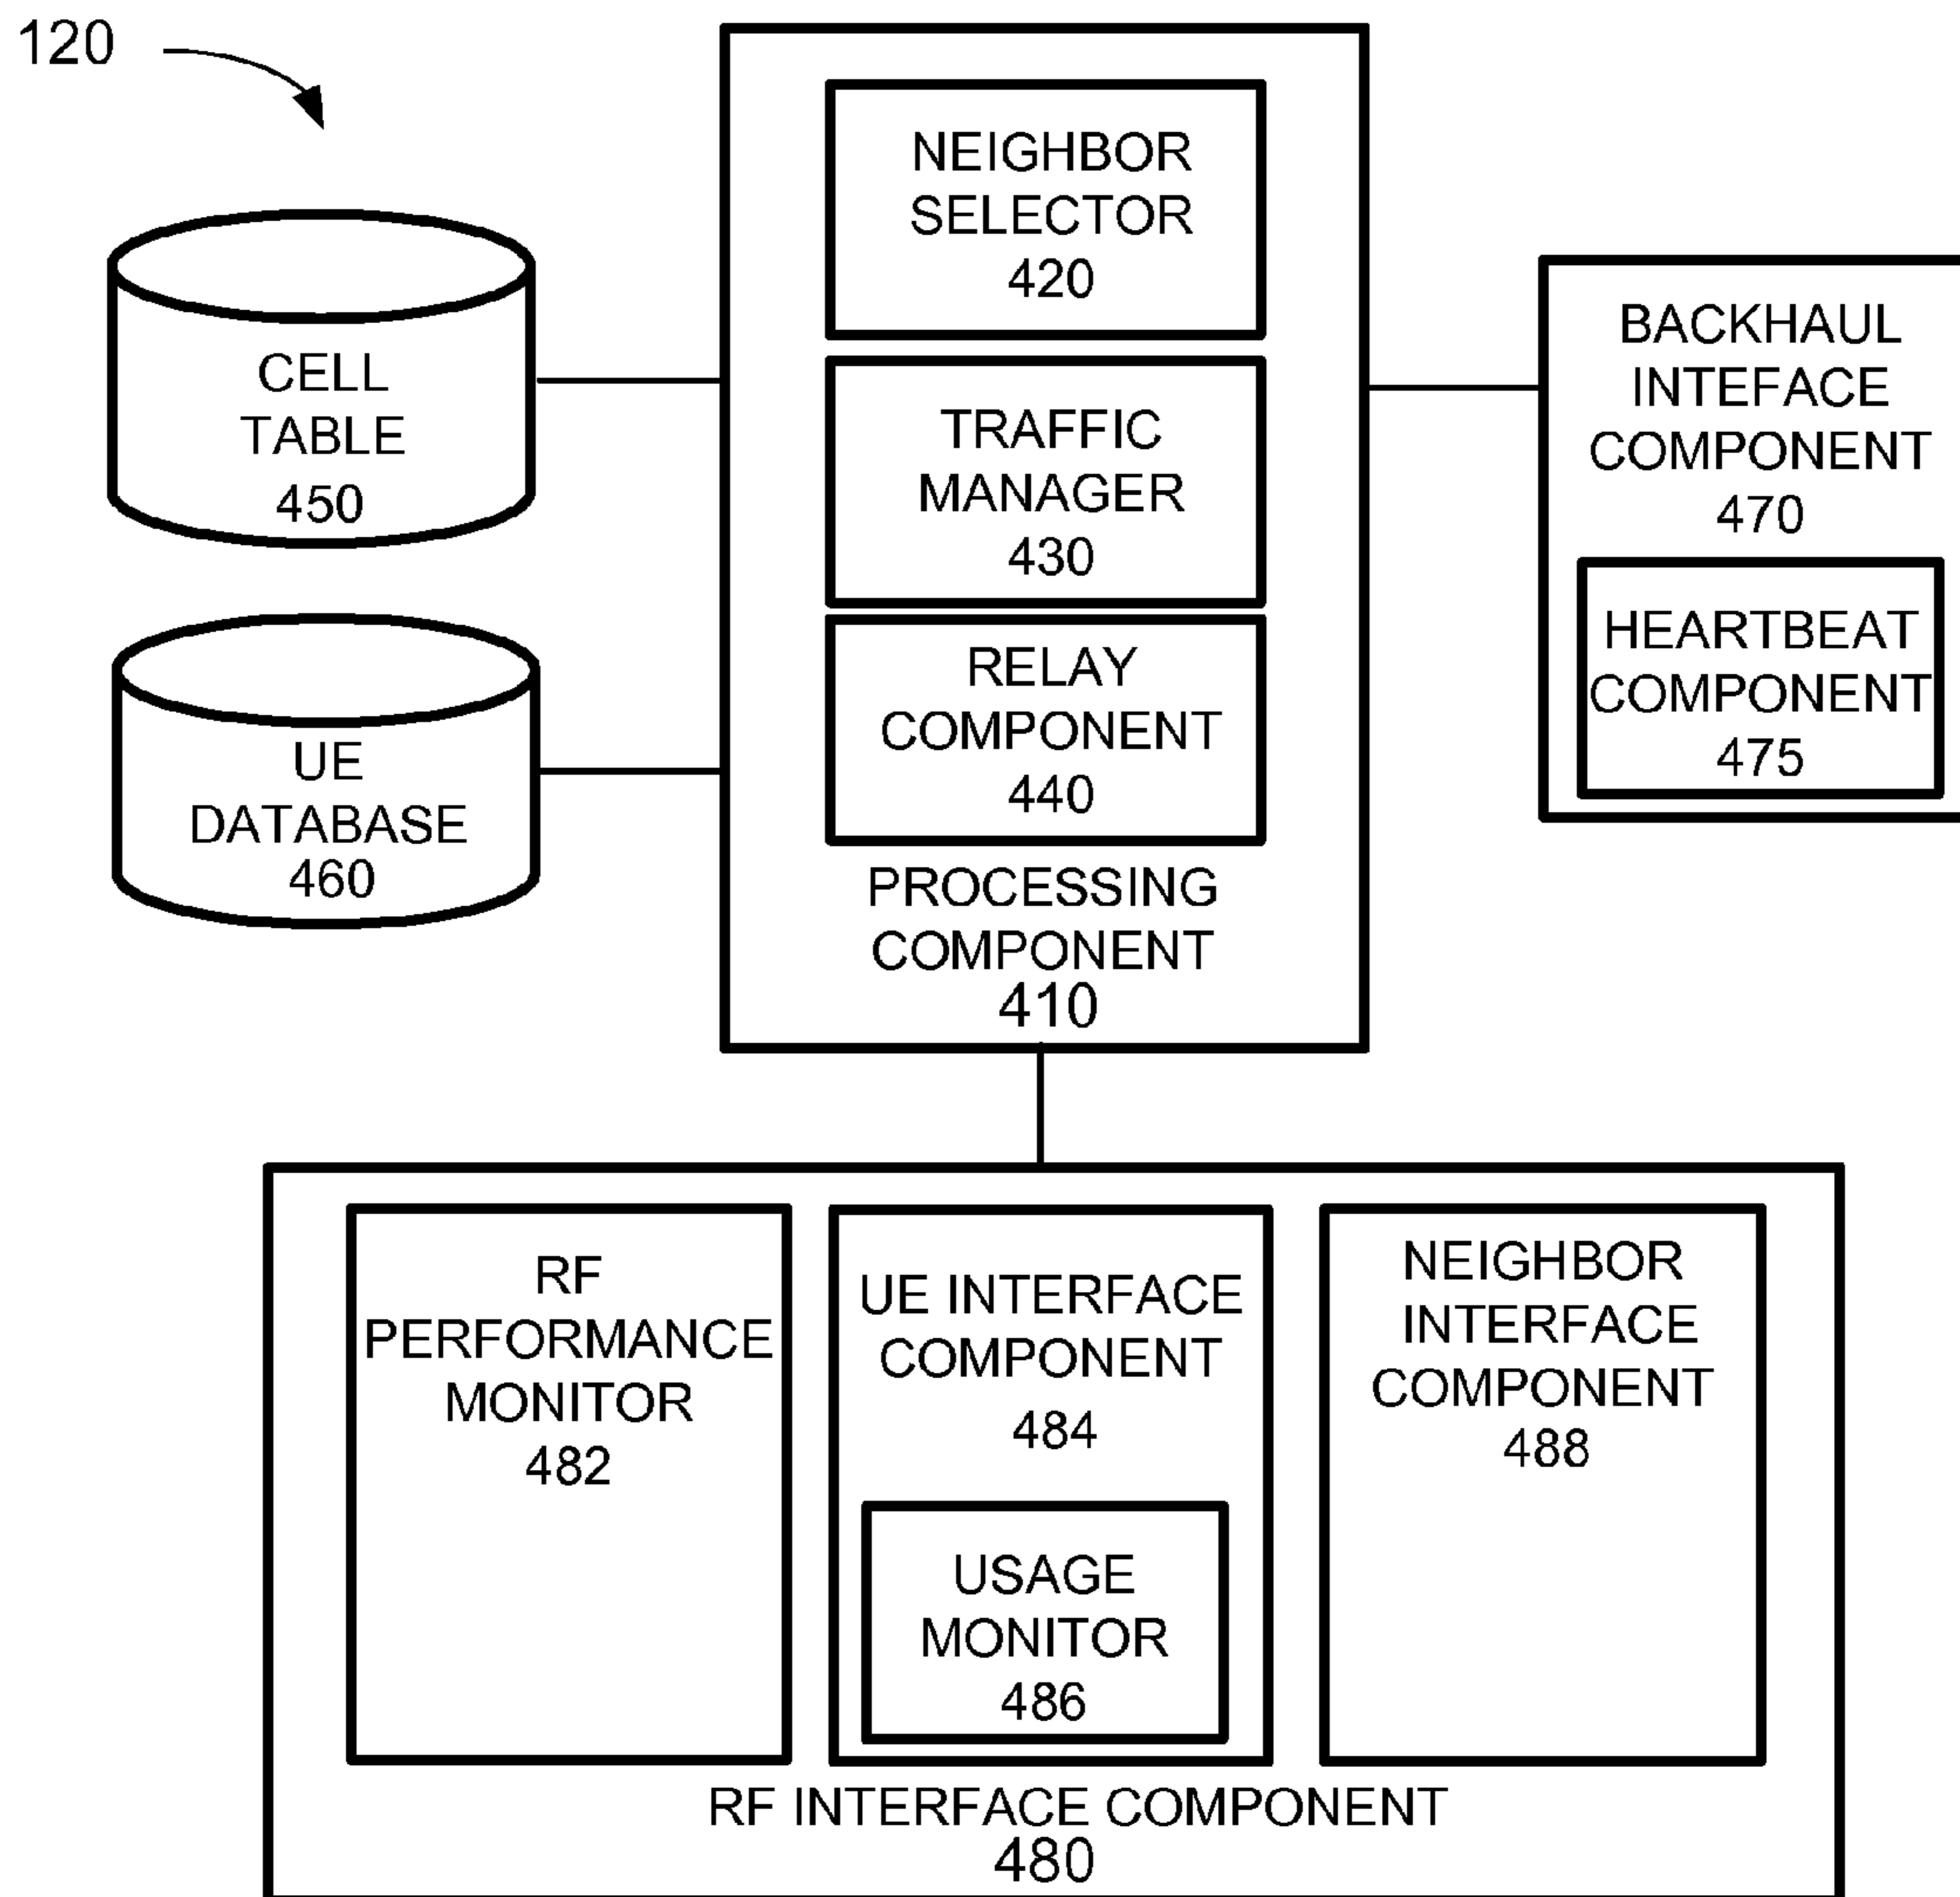 120
NEIGHBOR
SELECTOR
420
TRAFFIC
MANAGER
430
RELAY
COMPONENT
440
PROCESSING
COMPONENT
410
CELL
TABLE
450
UE
DATABASE
460
BACKHAUL
INTEFACE
COMPONENT
470
HEARTBEAT
COMPONENT
475
RF
PERFORMANCE
MONITOR
482
UE INTERFACE
COMPONENT
484
USAGE
MONITOR
486
NEIGHBOR
INTERFACE
COMPONENT
488
RF INTERFACE COMPONENT
480